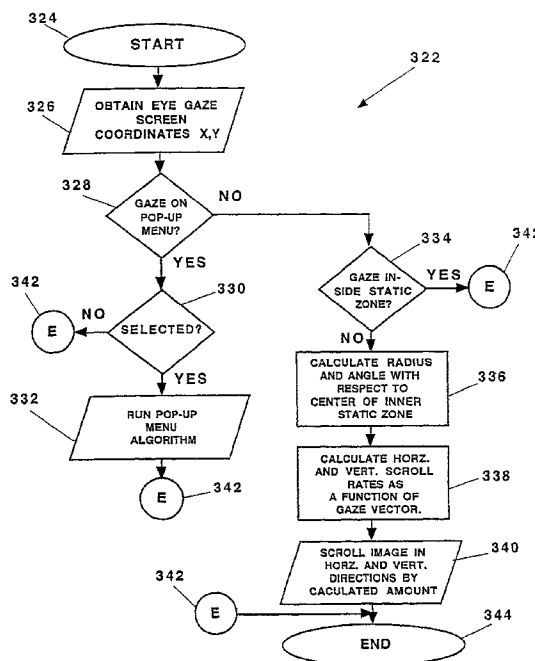 324
START
322
326
OBTAIN EYE GAZE
SCREEN
COORDINATES X,Y
328
GAZE ON
POP-UP
MENU?
NO
YES
334
GAZE IN-
SIDE STATIC
ZONE?
YES
E
342
NO
342
E
NO
330
SELECTED?
YES
332
RUN POP-UP
MENU
ALGORITHM
E
342
CALCULATE RADIUS
AND ANGLE WITH
RESPECT TO
CENTER OF INNER
STATIC ZONE
336
CALCULATE HORZ.
AND VERT. SCROLL
RATES AS
A FUNCTION OF
GAZE VECTOR.
338
SCROLL IMAGE IN
HORZ. AND VERT.
DIRECTIONS BY
CACULATED AMOUNT
340
342
E
END
344